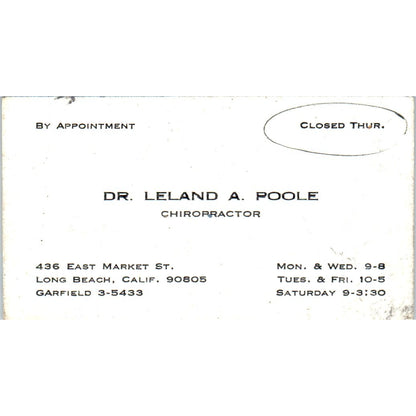 By Appointment
Closed Thur.
DR. LELAND A. POOLE
CHIROPRACTOR
436 East Market St.
Long Beach, Calif. 90805
GArfield 3-5433
Mon. & Wed. 9-8
Tues. & Fri. 10-5
Saturday 9-3:30